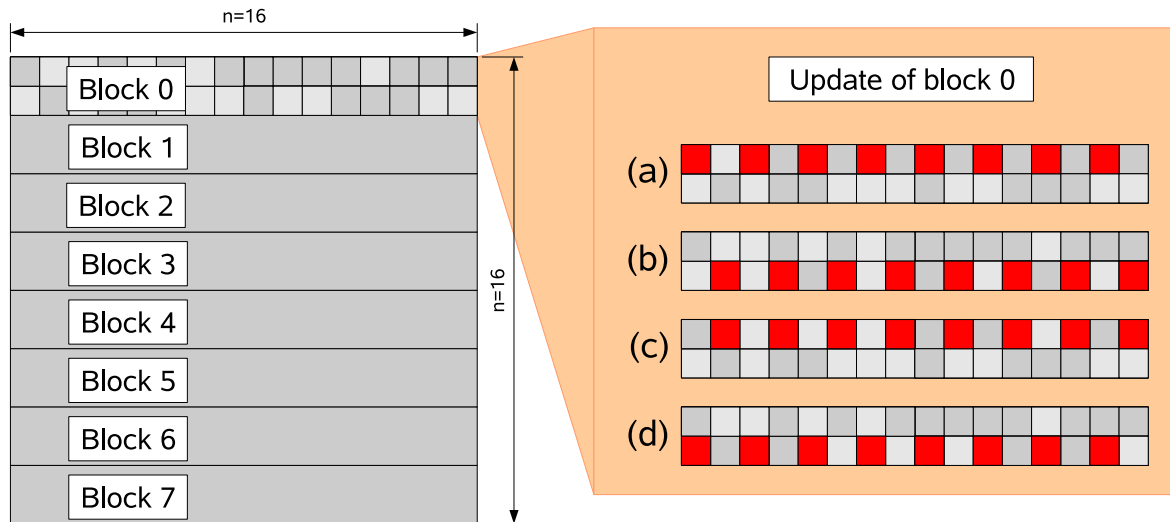 n=16
Block 0
Block 1
Block 2
Block 3
Block 4
Block 5
Block 6
Block 7
n=16
Update of block 0
(a)
(b)
(c)
(d)